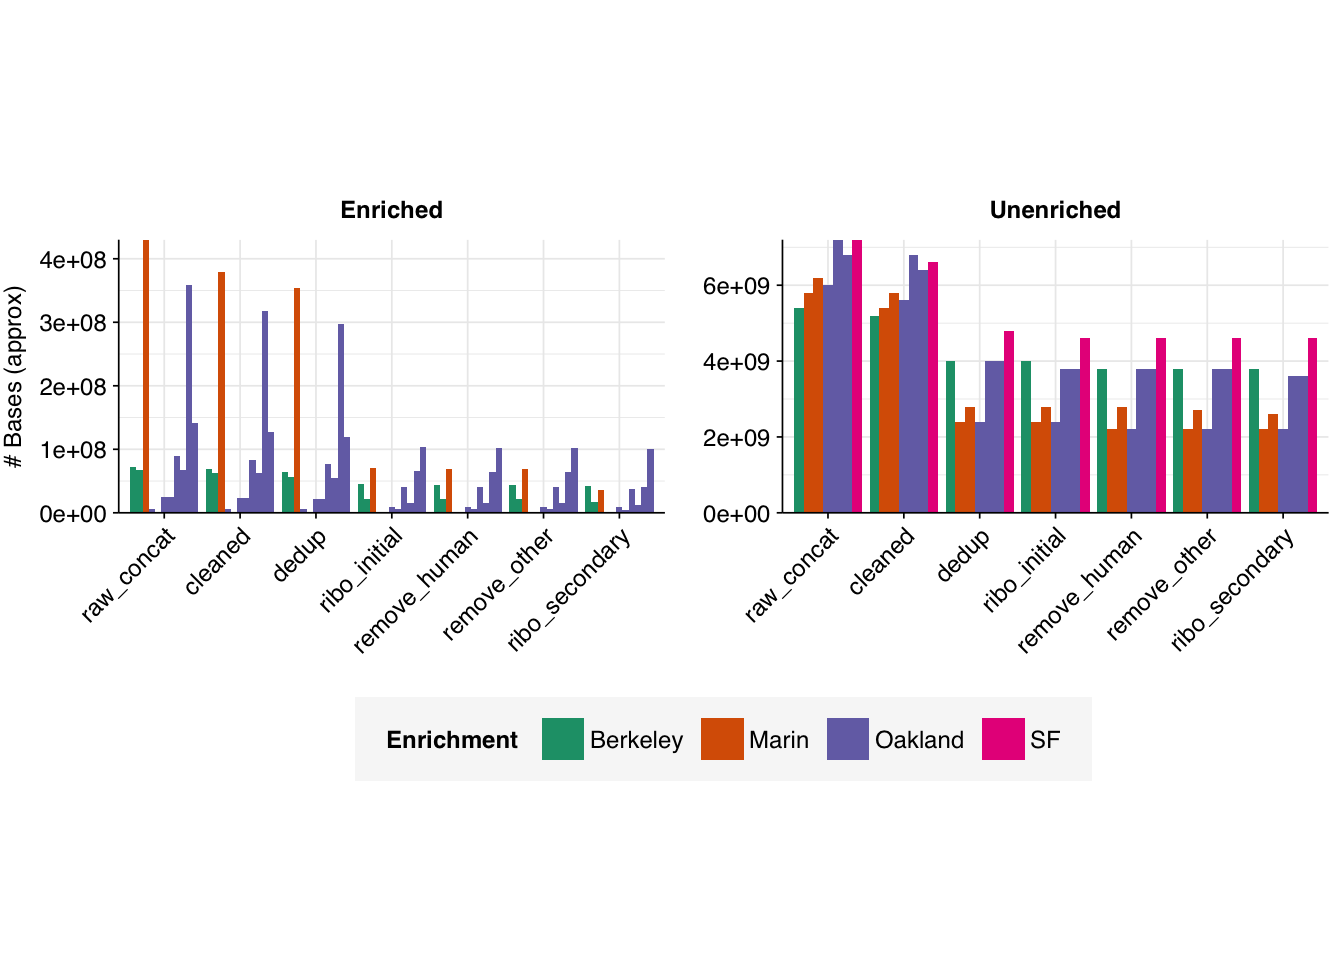 Enriched
Unenriched
# Bases (approx)
4e+08
3e+08
2e+08
1e+08
0e+00
6e+09
4e+09
2e+09
0e+00
raw_concat
cleaned
dedup
ribo_initial
remove_human
remove_other
ribo_secondary
raw_concat
cleaned
dedup
ribo_initial
remove_human
remove_other
ribo_secondary
Enrichment Berkeley Marin Oakland SF